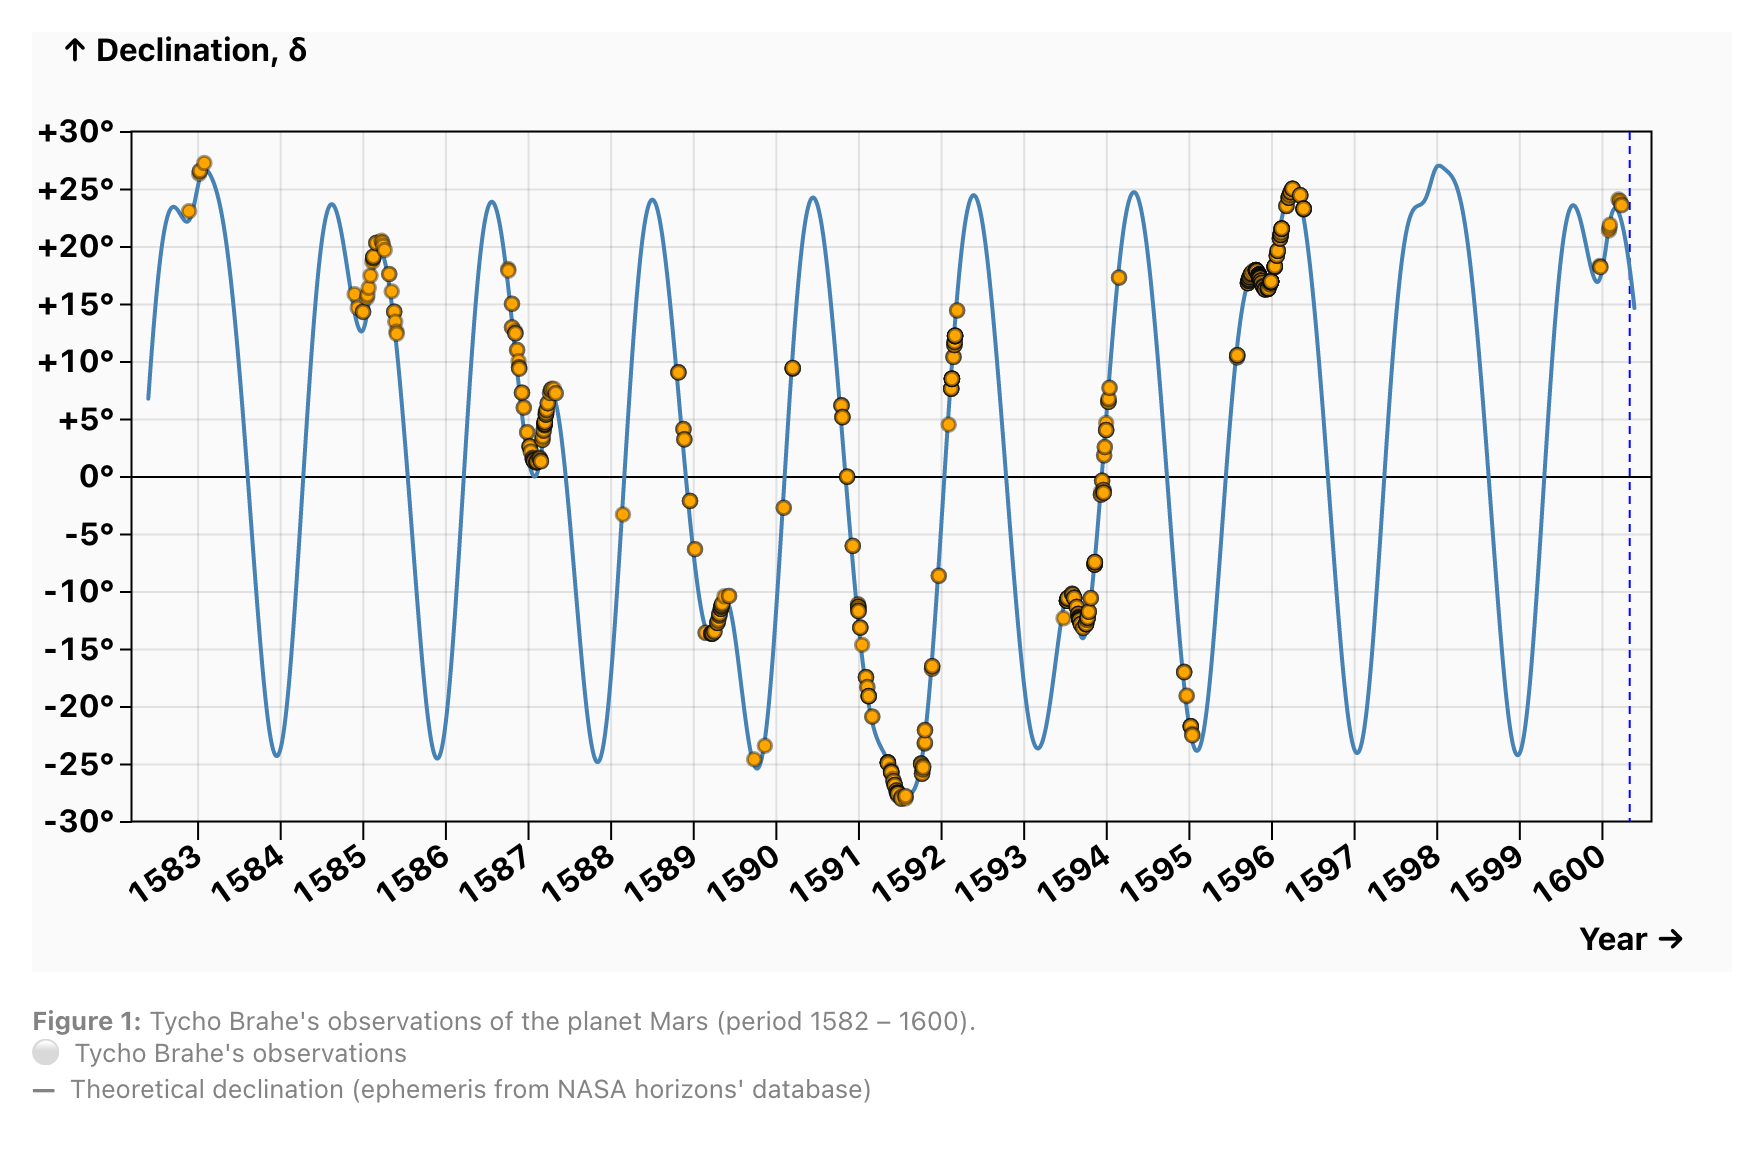 ↑ Declination, δ
+30°
+25°
+20°
+15°
+10°
+5°
0°
-5°
-10°
-15°
-20°
-25°
-30°
1583 1584 1585 1586 1587 1588 1589 1590 1591 1592 1593 1594 1595 1596 1597 1598 1599 1600
Year →
Figure 1: Tycho Brahe's observations of the planet Mars (period 1582 – 1600).
Tycho Brahe's observations
Theoretical declination (ephemeris from NASA horizons' database)